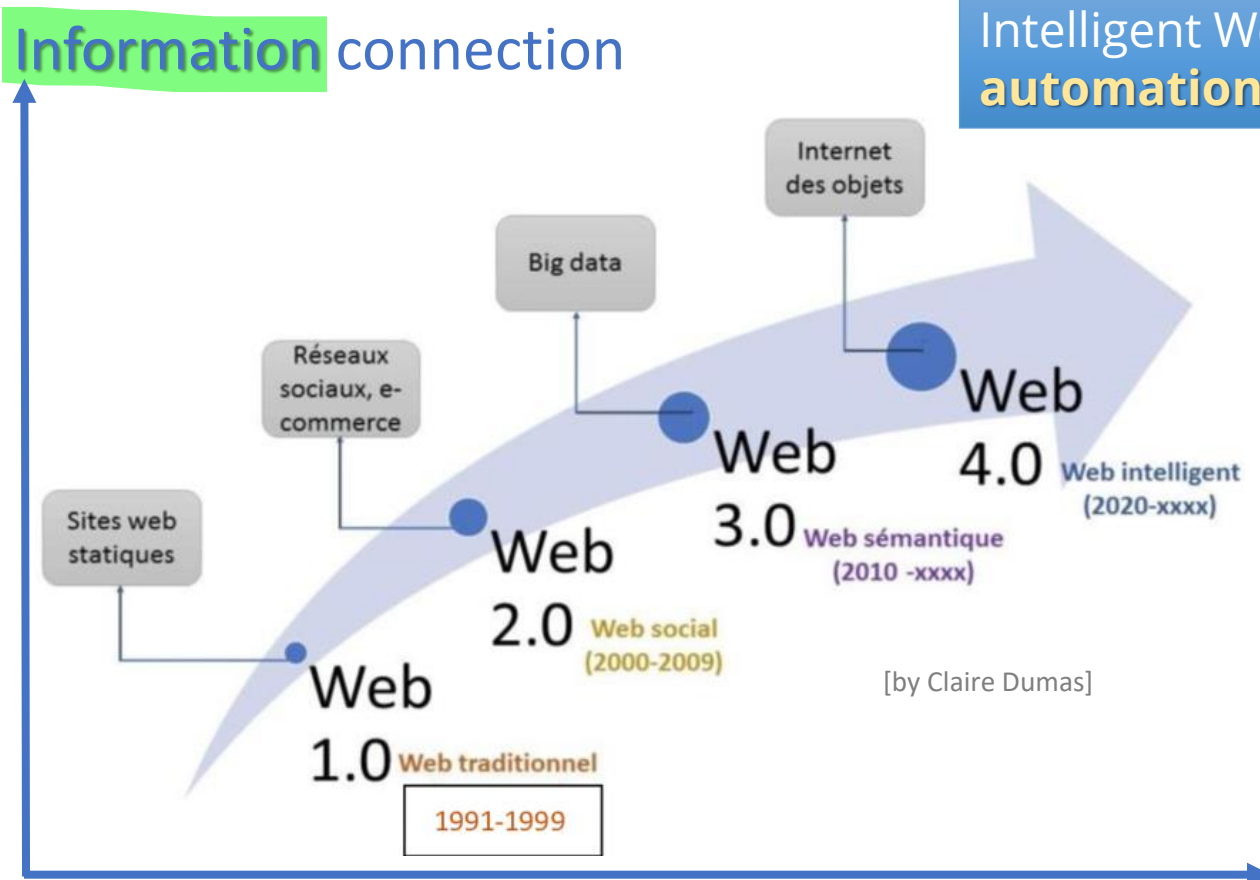 Information connection
Intelligent We
automation
Internet
des objets
Big data
Réseaux
sociaux, e-
commerce
Sites web
statiques
Web
4.0 Web intelligent
(2020-xxxx)
Web
3.0 Web sémantique
(2010 -xxxx)
Web
2.0 Web social
(2000-2009)
[by Claire Dumas]
Web
1.0 Web traditionnel
1991-1999